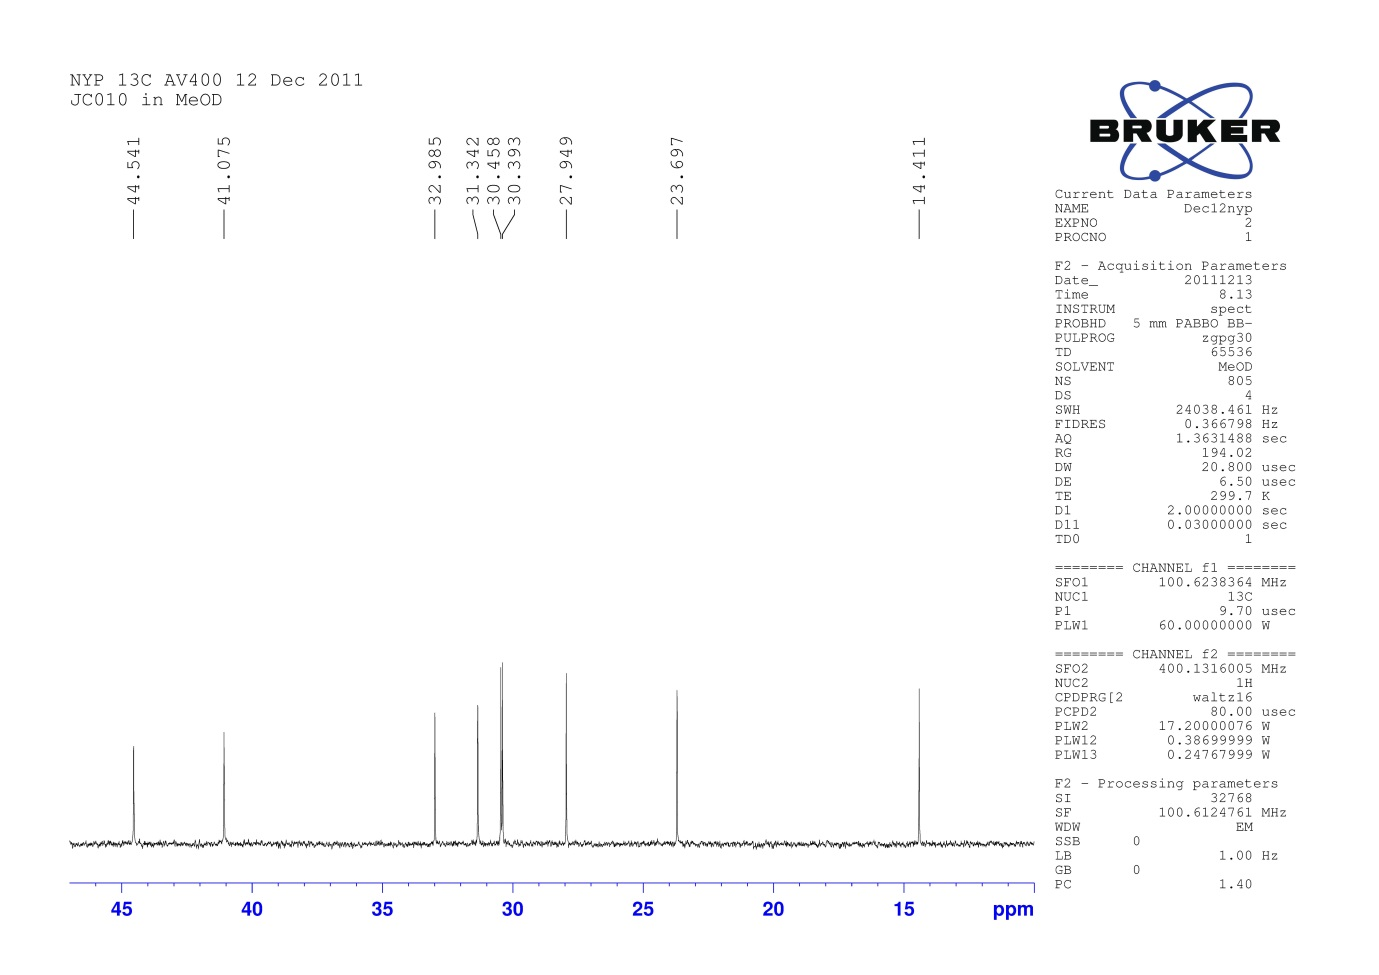 NYP 13C AV400 12 Dec 2011
JC010 in MeOD
44.541
41.075
32.985
31.342
30.458
30.393
27.949
23.697
14.411
45 40 35 30 25 20 15 ppm
BRUKER
Current Data Parameters
NAME Dec12nyp
EXPNO 2
PROCNO 1
F2 - Acquisition Parameters
Date_ 20111213
Time 8.13
INSTRUM spect
PROBHD 5 mm PABBO BB-
PULPROG zgpg30
TD 65536
SOLVENT MeOD
NS 805
DS 4
SWH 24038.461 Hz
FIDRES 0.366798 Hz
AQ 1.3631488 sec
RG 194.02
DW 20.800 usec
DE 6.50 usec
TE 299.7 K
D1 2.00000000 sec
D11 0.03000000 sec
TD0 1
======== CHANNEL f1 ========
SFO1 100.6238364 MHz
NUC1 13C
P1 9.70 usec
PLW1 60.00000000 W
======== CHANNEL f2 ========
SFO2 400.1316005 MHz
NUC2 1H
CPDPRG[2 waltz16
PCPD2 80.00 usec
PLW2 17.20000076 W
PLW12 0.38699999 W
PLW13 0.24767999 W
F2 - Processing parameters
SI 32768
SF 100.6124761 MHz
WDW EM
SSB 0
LB 1.00 Hz
GB 0
PC 1.40